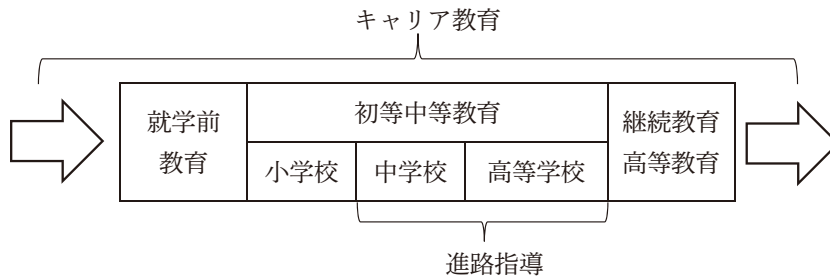 キャリア教育
就学前
教育
初等中等教育
小学校
中学校
高等学校
継続教育
高等教育
進路指導